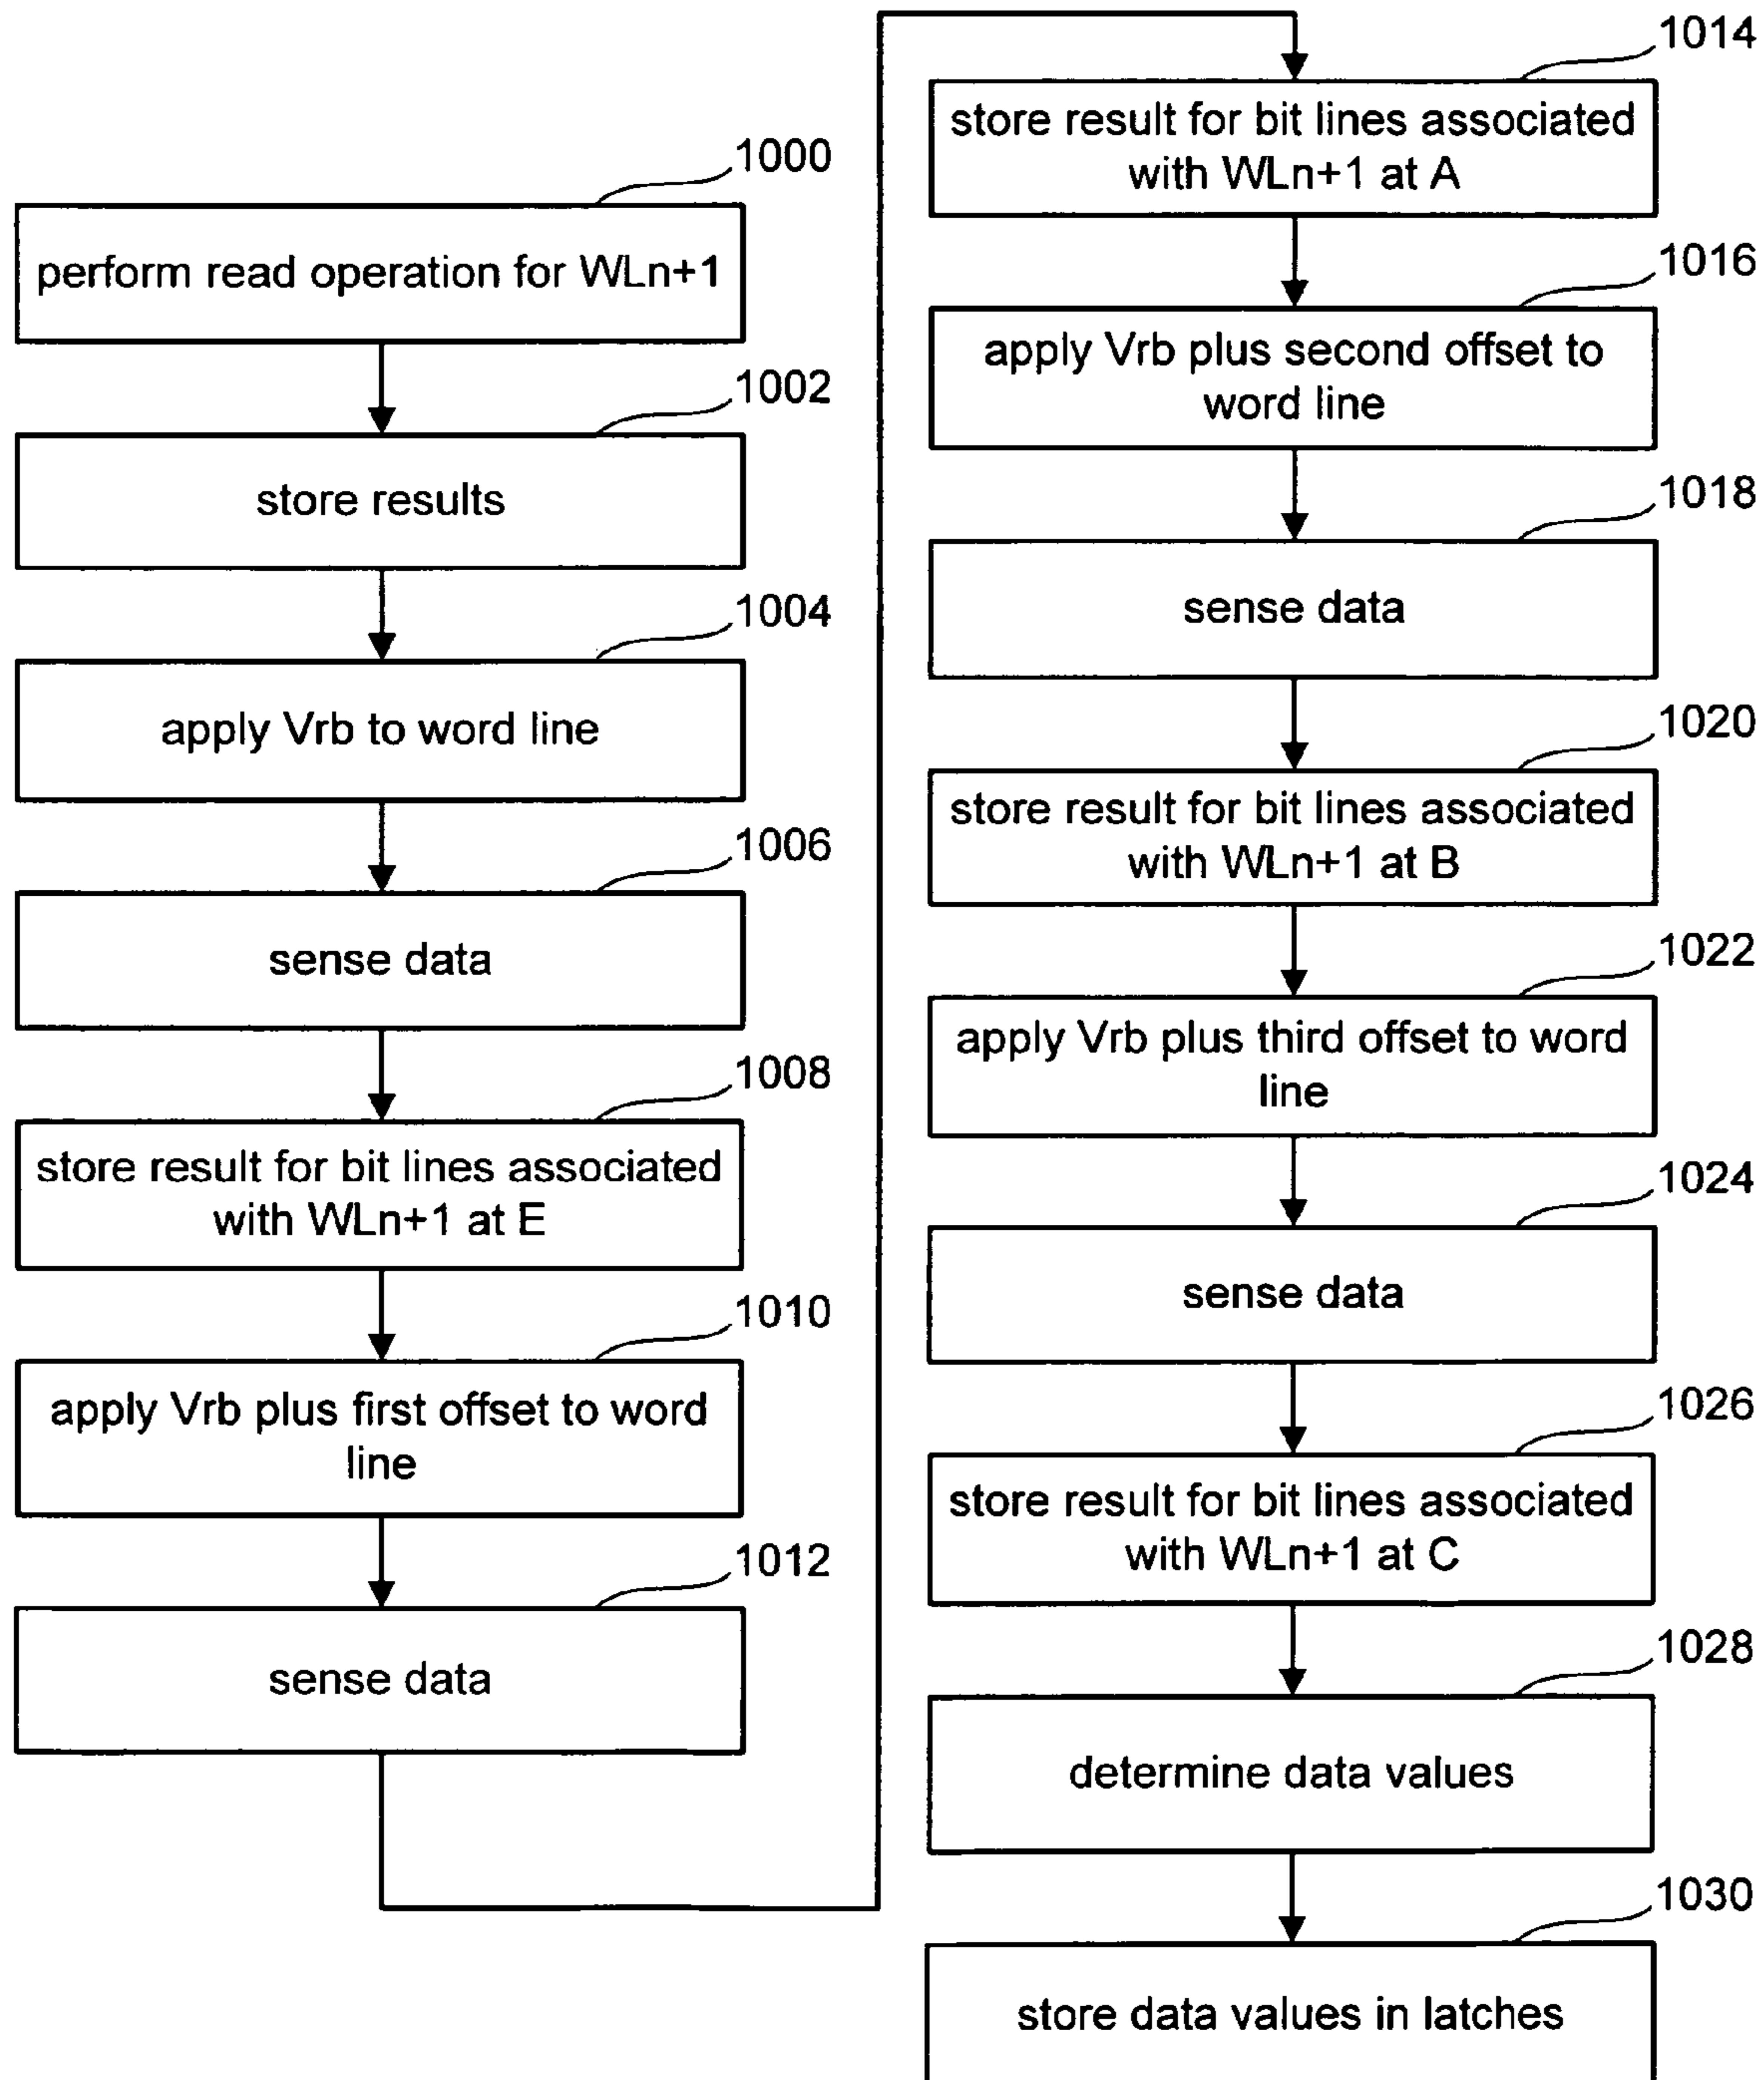 1000
perform read operation for WLn+1
1002
store results
1004
apply Vrb to word line
1006
sense data
1008
store result for bit lines associated
with WLn+1 at E
1010
apply Vrb plus first offset to word
line
1012
sense data
1014
store result for bit lines associated
with WLn+1 at A
1016
apply Vrb plus second offset to
word line
1018
sense data
1020
store result for bit lines associated
with WLn+1 at B
1022
apply Vrb plus third offset to word
line
1024
sense data
1026
store result for bit lines associated
with WLn+1 at C
1028
determine data values
1030
store data values in latches